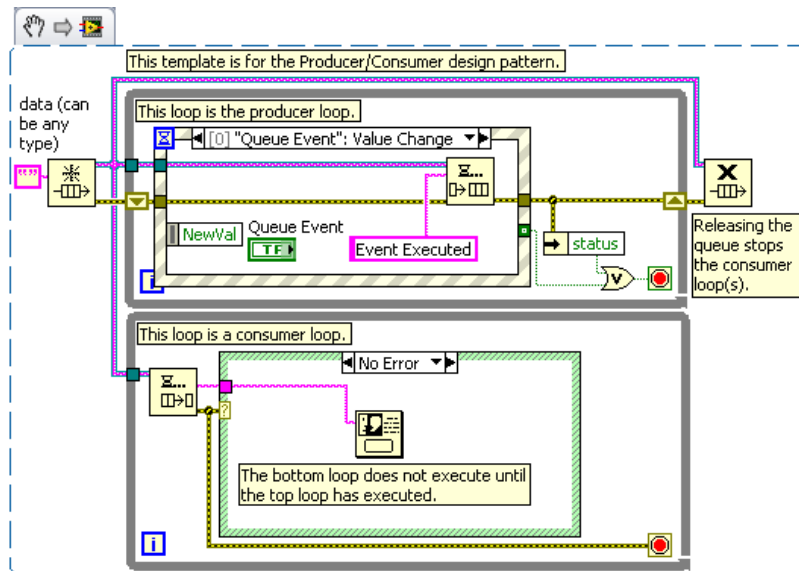 This template is for the Producer/Consumer design pattern.
data (can
be any
type)
This loop is the producer loop.
[0] "Queue Event": Value Change
NewVal
Queue Event
TF
Event Executed
status
V
X
Releasing the
queue stops
the consumer
loop(s).
i
This loop is a consumer loop.
No Error
?
The bottom loop does not execute until
the top loop has executed.
i